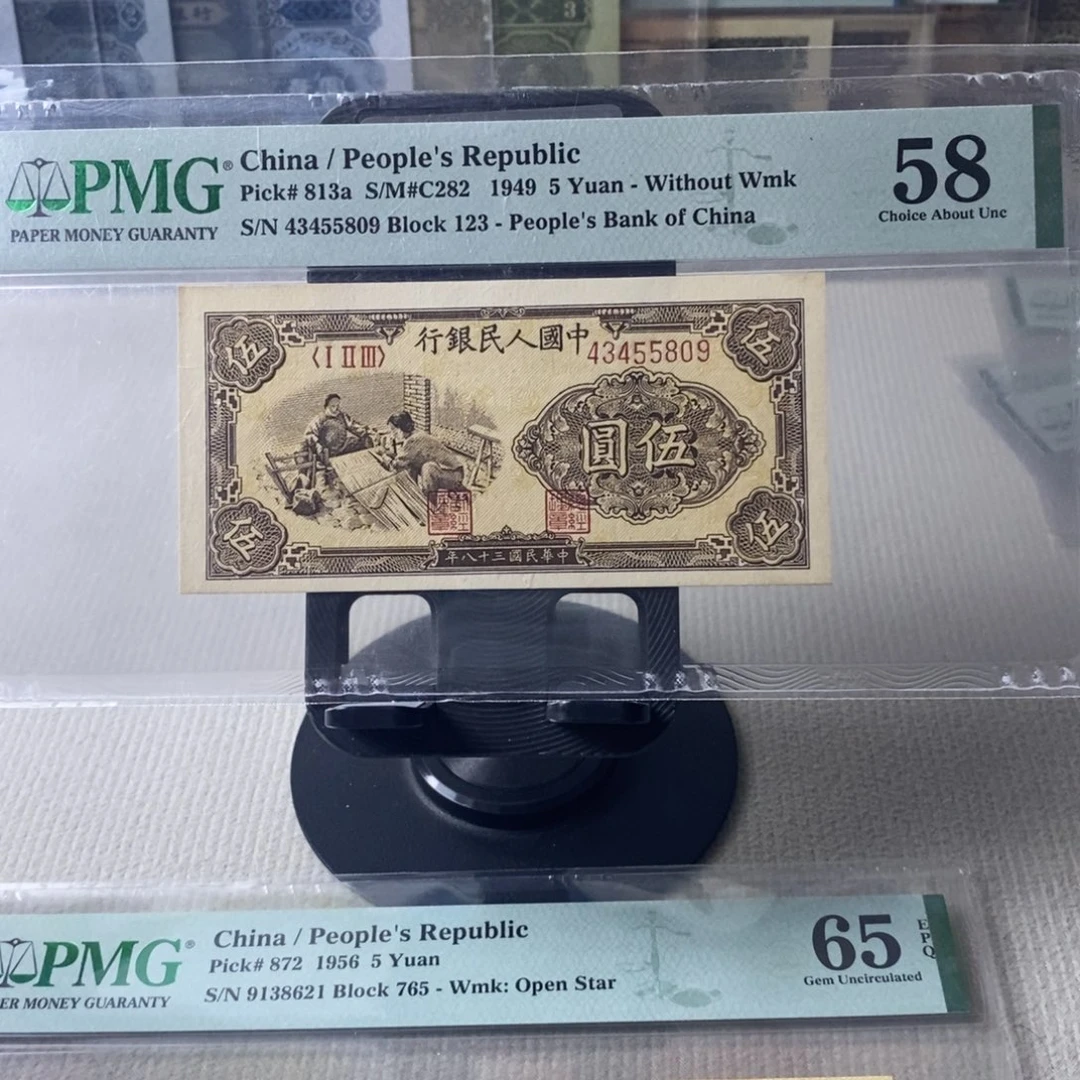 PMG®
PAPER MONEY GUARANTY
China / People's Republic
Pick# 813a S/M#C282 1949 5 Yuan - Without Wmk
S/N 43455809 Block 123 - People's Bank of China
58
Choice About Unc
行銀民人國中
伍
伍
〈I II III〉
43455809
圓伍
伍
伍
年八十三國民華中
PMG®
ER MONEY GUARANTY
China / People's Republic
Pick# 872 1956 5 Yuan
S/N 9138621 Block 765 - Wmk: Open Star
65
Gem Uncirculated
EPQ